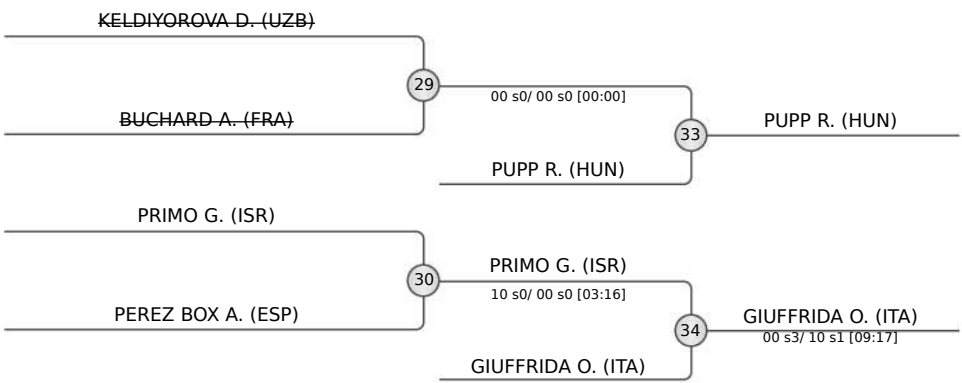 KELDIYOROVA D. (UZB)
29
00 s0/ 00 s0 [00:00]
BUCHARD A. (FRA)
33
PUPP R. (HUN)
PUPP R. (HUN)
PRIMO G. (ISR)
30
PRIMO G. (ISR)
10 s0/ 00 s0 [03:16]
PEREZ BOX A. (ESP)
34
GIUFFRIDA O. (ITA)
00 s3/ 10 s1 [09:17]
GIUFFRIDA O. (ITA)